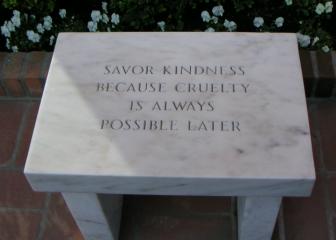 SAVOR KINDNESS
BECAUSE CRUELTY
IS ALWAYS
POSSIBLE LATER